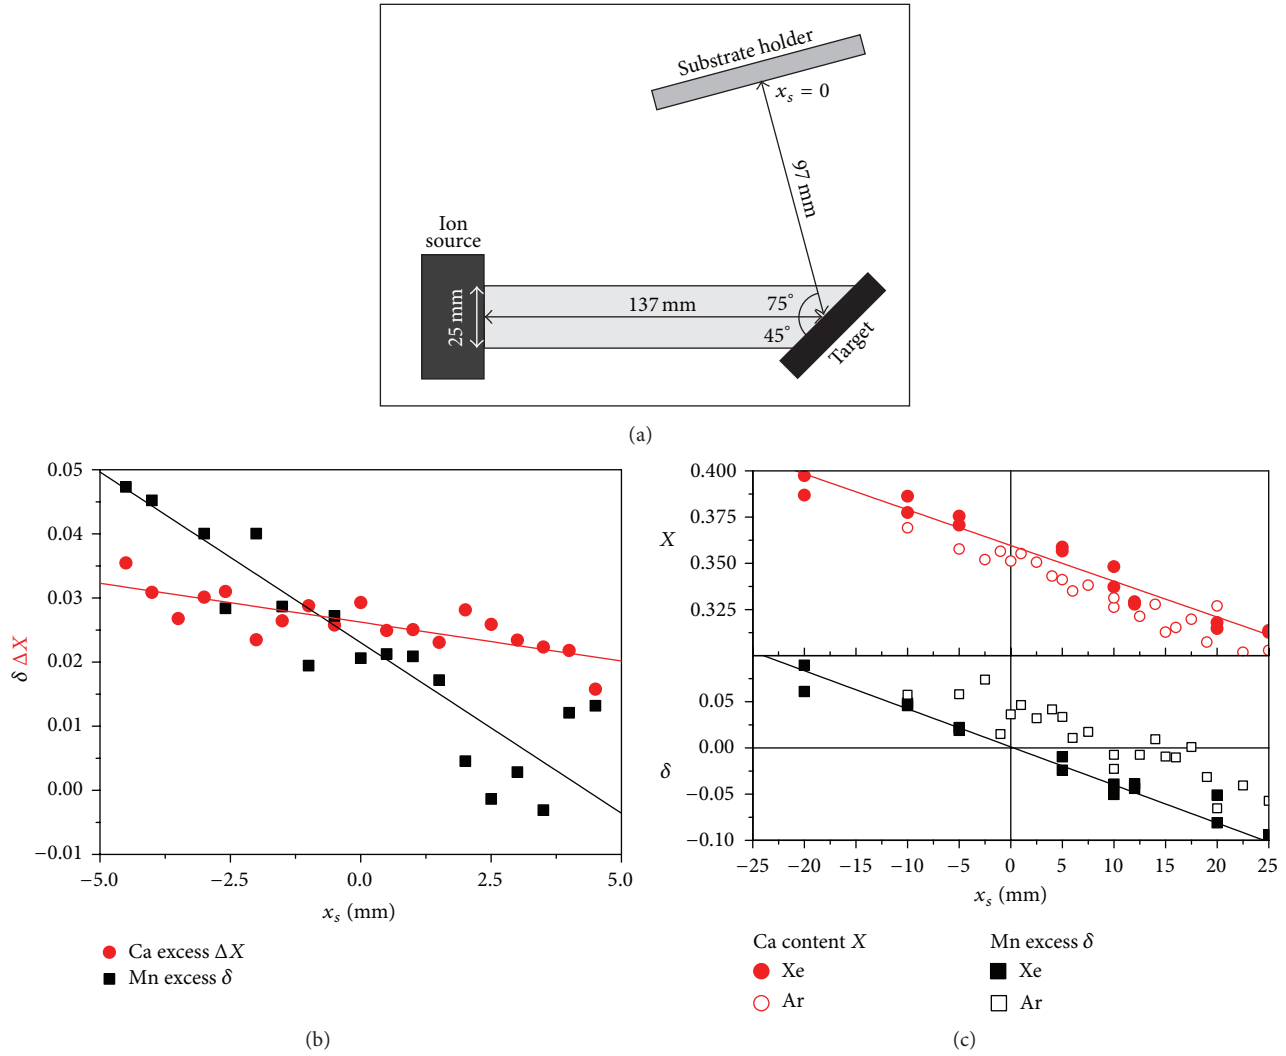 Substrate holder
x_s = 0
97 mm
Ion
source
25 mm
137 mm
75°
45°
Target
(a)
0.05
0.04
0.03
0.02
0.01
0.00
−0.01
δ ΔX
−5.0 −2.5 0.0 2.5 5.0
x_s (mm)
Ca excess ΔX
Mn excess δ
(b)
0.400
0.375
X
0.350
0.325
0.05
0.00
δ
−0.05
−0.10
−25 −20 −10 −5 0 5 10 15 20 25
x_s (mm)
Ca content X Mn excess δ
Xe Xe
Ar Ar
(c)